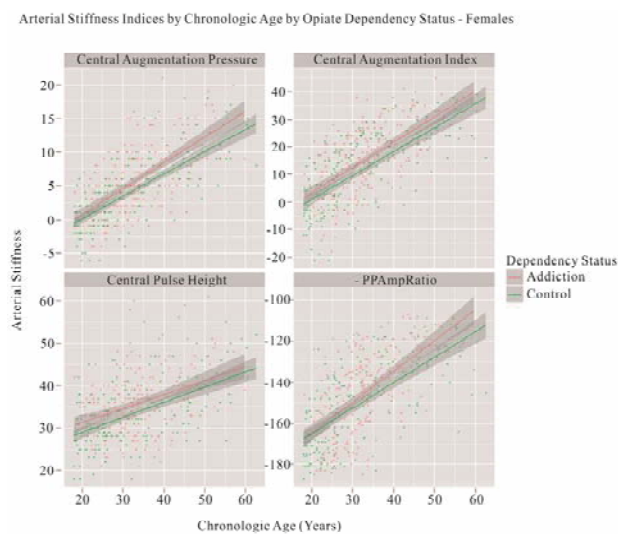 Arterial Stiffness Indices by Chronologic Age by Opiate Dependency Status - Females
Central Augmentation Pressure
Central Augmentation Index
20
15
10
5
0
-5
40
30
20
10
0
-10
-20
Central Pulse Height
- PPAmpRatio
60
50
40
30
20
-100
-120
-140
-160
-180
20 30 40 50 60
20 30 40 50 60
Arterial Stiffness
Chronologic Age (Years)
Dependency Status
Addiction
Control